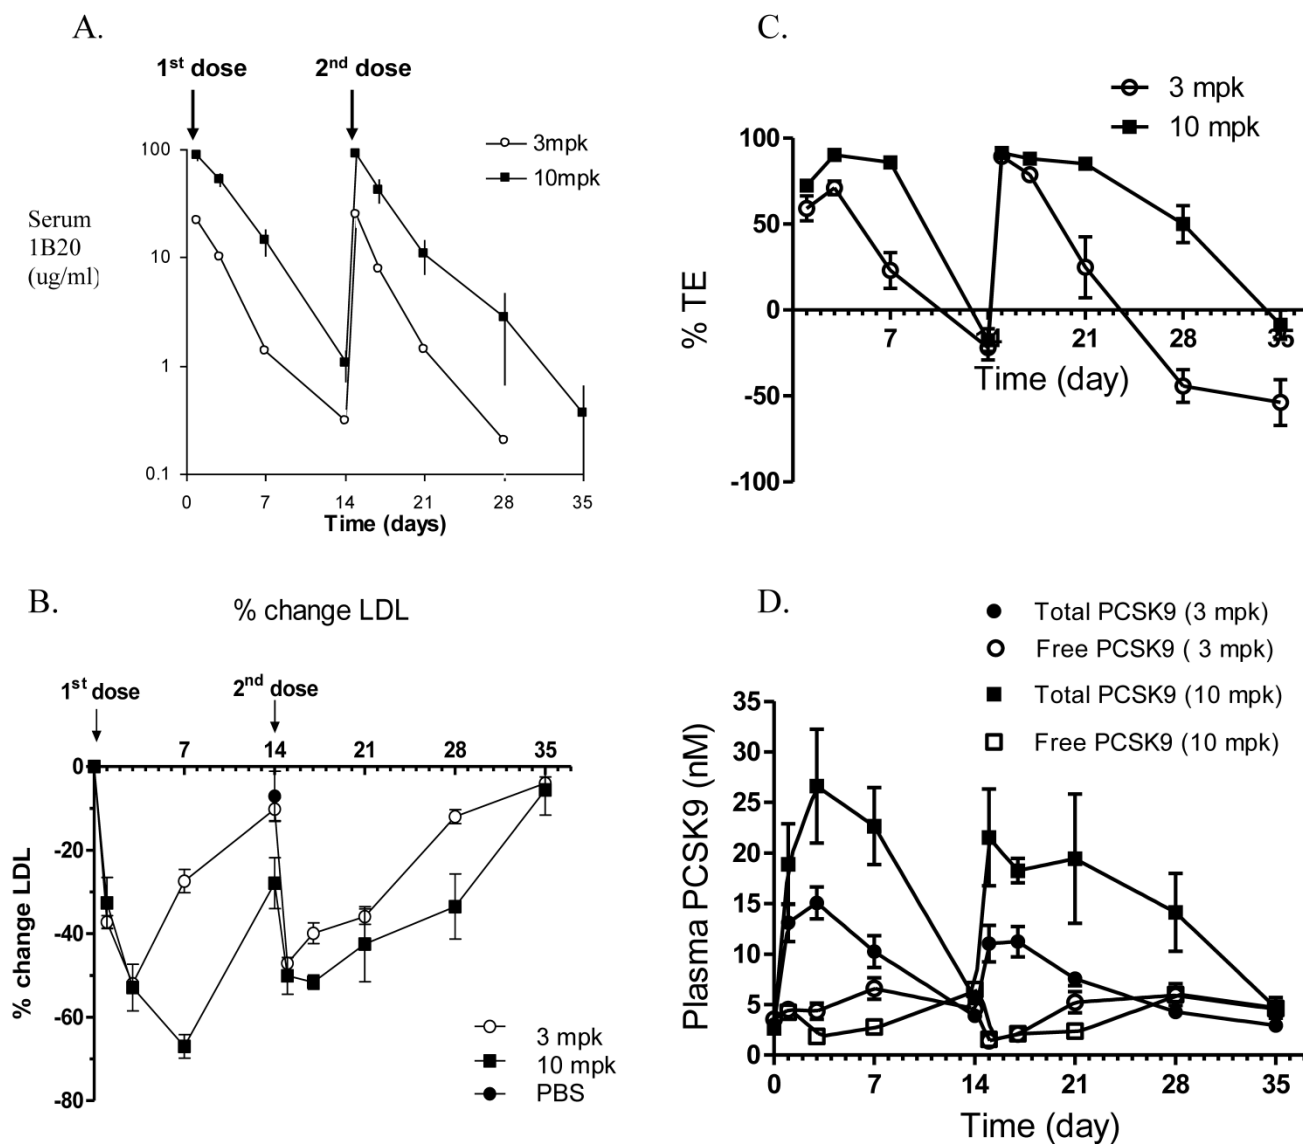 A.
1st dose
2nd dose
3mpk
10mpk
Serum
1B20
(ug/ml)
100
10
1
0.1
0 7 14 21 28 35
Time (days)
C.
3 mpk
10 mpk
% TE
100
50
0
-50
-100
7 14 21 28 35
Time (day)
B.
% change LDL
1st dose
2nd dose
7 14 21 28 35
% change LDL
0
-20
-40
-60
-80
3 mpk
10 mpk
PBS
D.
Total PCSK9 (3 mpk)
Free PCSK9 ( 3 mpk)
Total PCSK9 (10 mpk)
Free PCSK9 (10 mpk)
Plasma PCSK9 (nM)
35
30
25
20
15
10
5
0
0 7 14 21 28 35
Time (day)